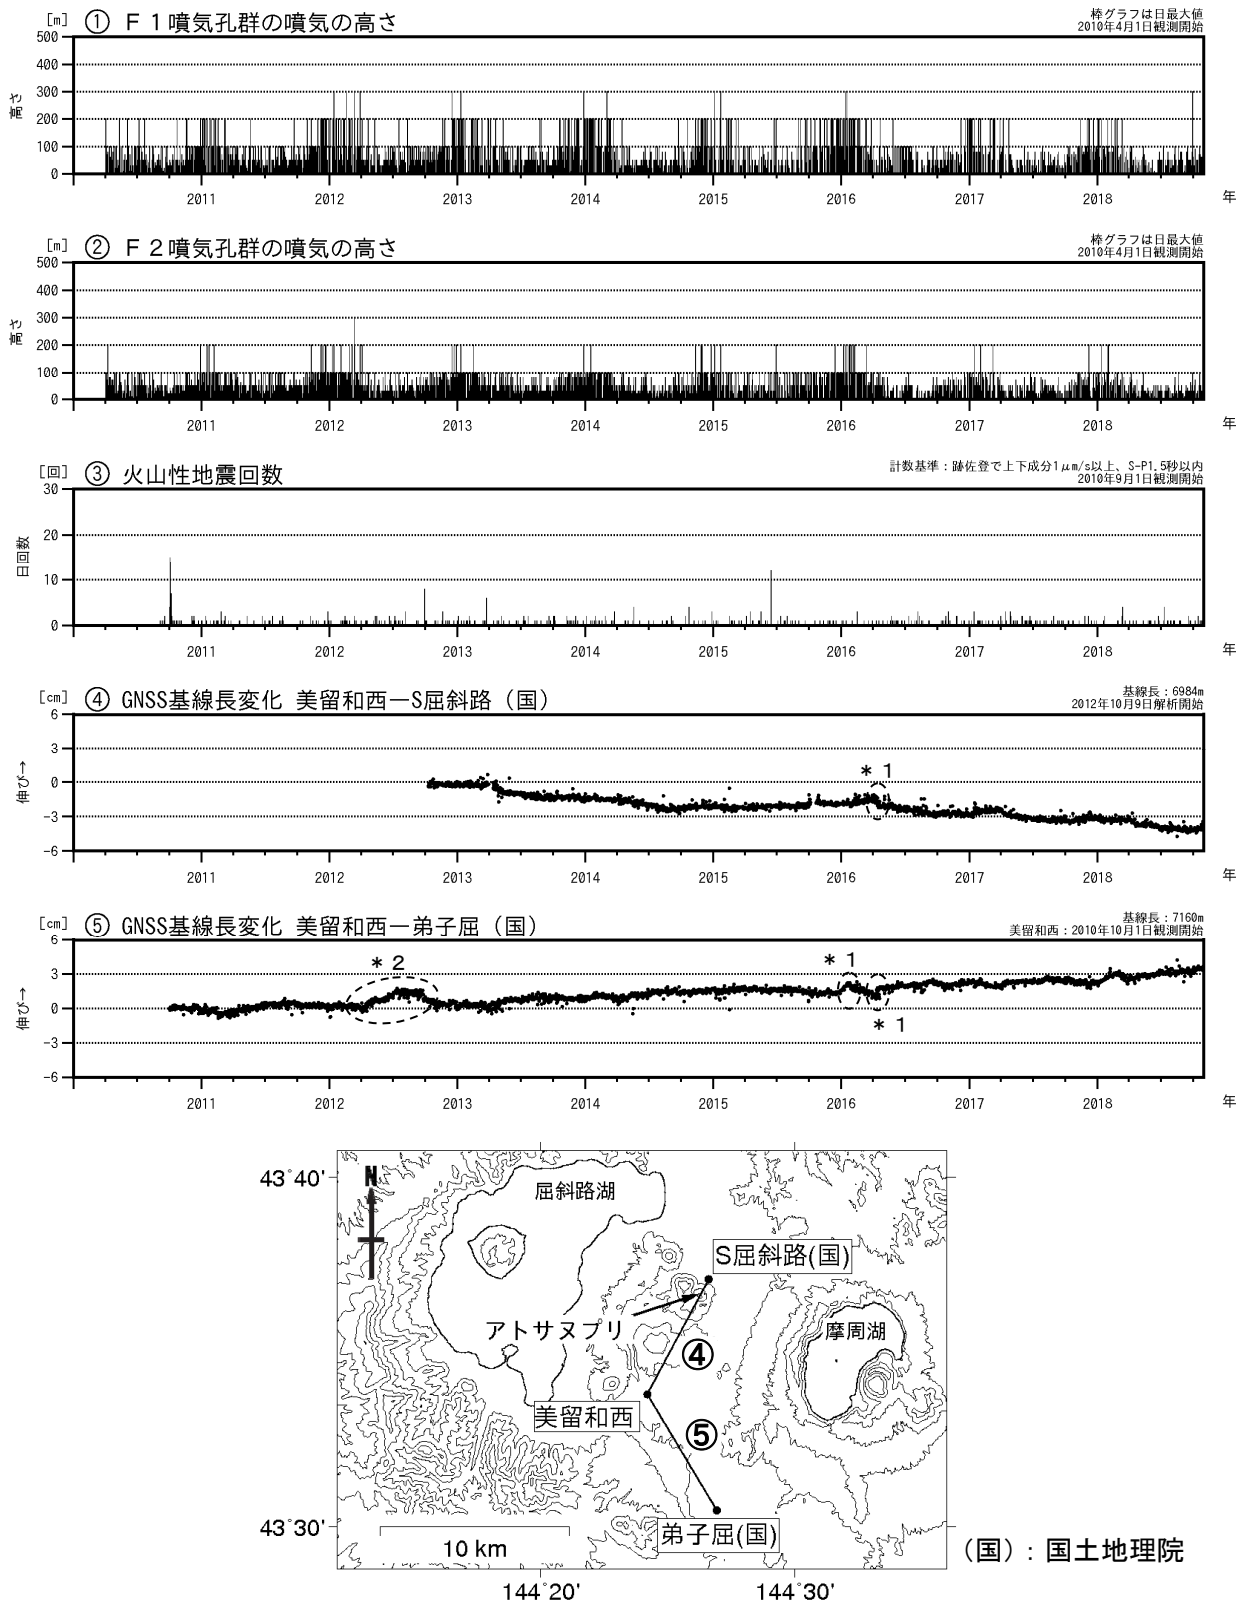 [m] ① Ｆ１噴気孔群の噴気の高さ
棒グラフは日最大値
2010年4月1日観測開始
500
400
300
200
100
0
高さ
2011 2012 2013 2014 2015 2016 2017 2018 年
[m] ② Ｆ２噴気孔群の噴気の高さ
棒グラフは日最大値
2010年4月1日観測開始
500
400
300
200
100
0
高さ
2011 2012 2013 2014 2015 2016 2017 2018 年
[回] ③ 火山性地震回数
計数基準：跡佐登で上下成分1μm/s以上、S-P1.5秒以内
2010年9月1日観測開始
30
20
10
0
日回数
2011 2012 2013 2014 2015 2016 2017 2018 年
[cm] ④ GNSS基線長変化 美留和西－S屈斜路（国）
基線長：6984m
2012年10月9日解析開始
6
3
0
-3
-6
伸び→
＊１
2011 2012 2013 2014 2015 2016 2017 2018 年
[cm] ⑤ GNSS基線長変化 美留和西－弟子屈（国）
基線長：7160m
美留和西：2010年10月1日観測開始
6
3
0
-3
-6
伸び→
＊２
＊１
＊１
2011 2012 2013 2014 2015 2016 2017 2018 年
43°40'
N
屈斜路湖
S屈斜路(国)
アトサヌプリ
摩周湖
④
美留和西
⑤
43°30'
弟子屈(国)
10 km
（国）：国土地理院
144°20' 144°30'